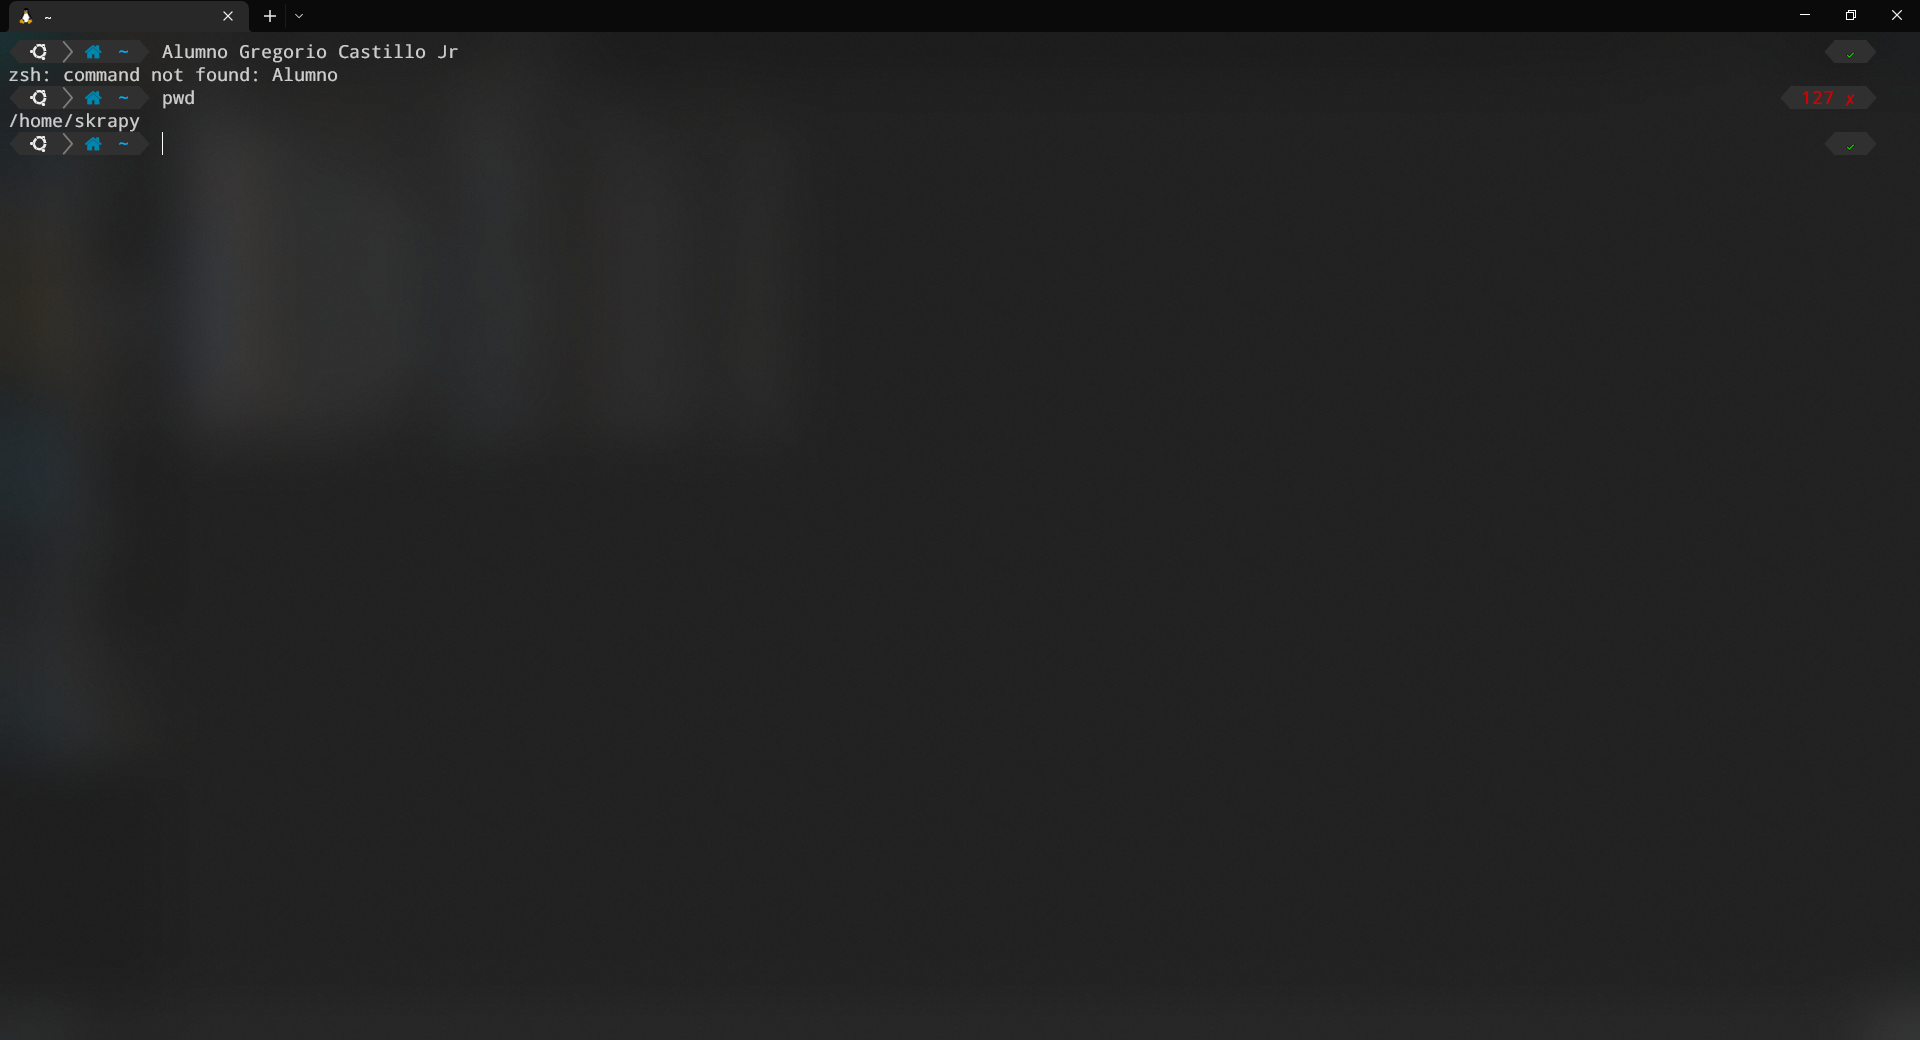 ~
~ Alumno Gregorio Castillo Jr ✓
zsh: command not found: Alumno
~ pwd 127 ✗
/home/skrapy
~ ✓